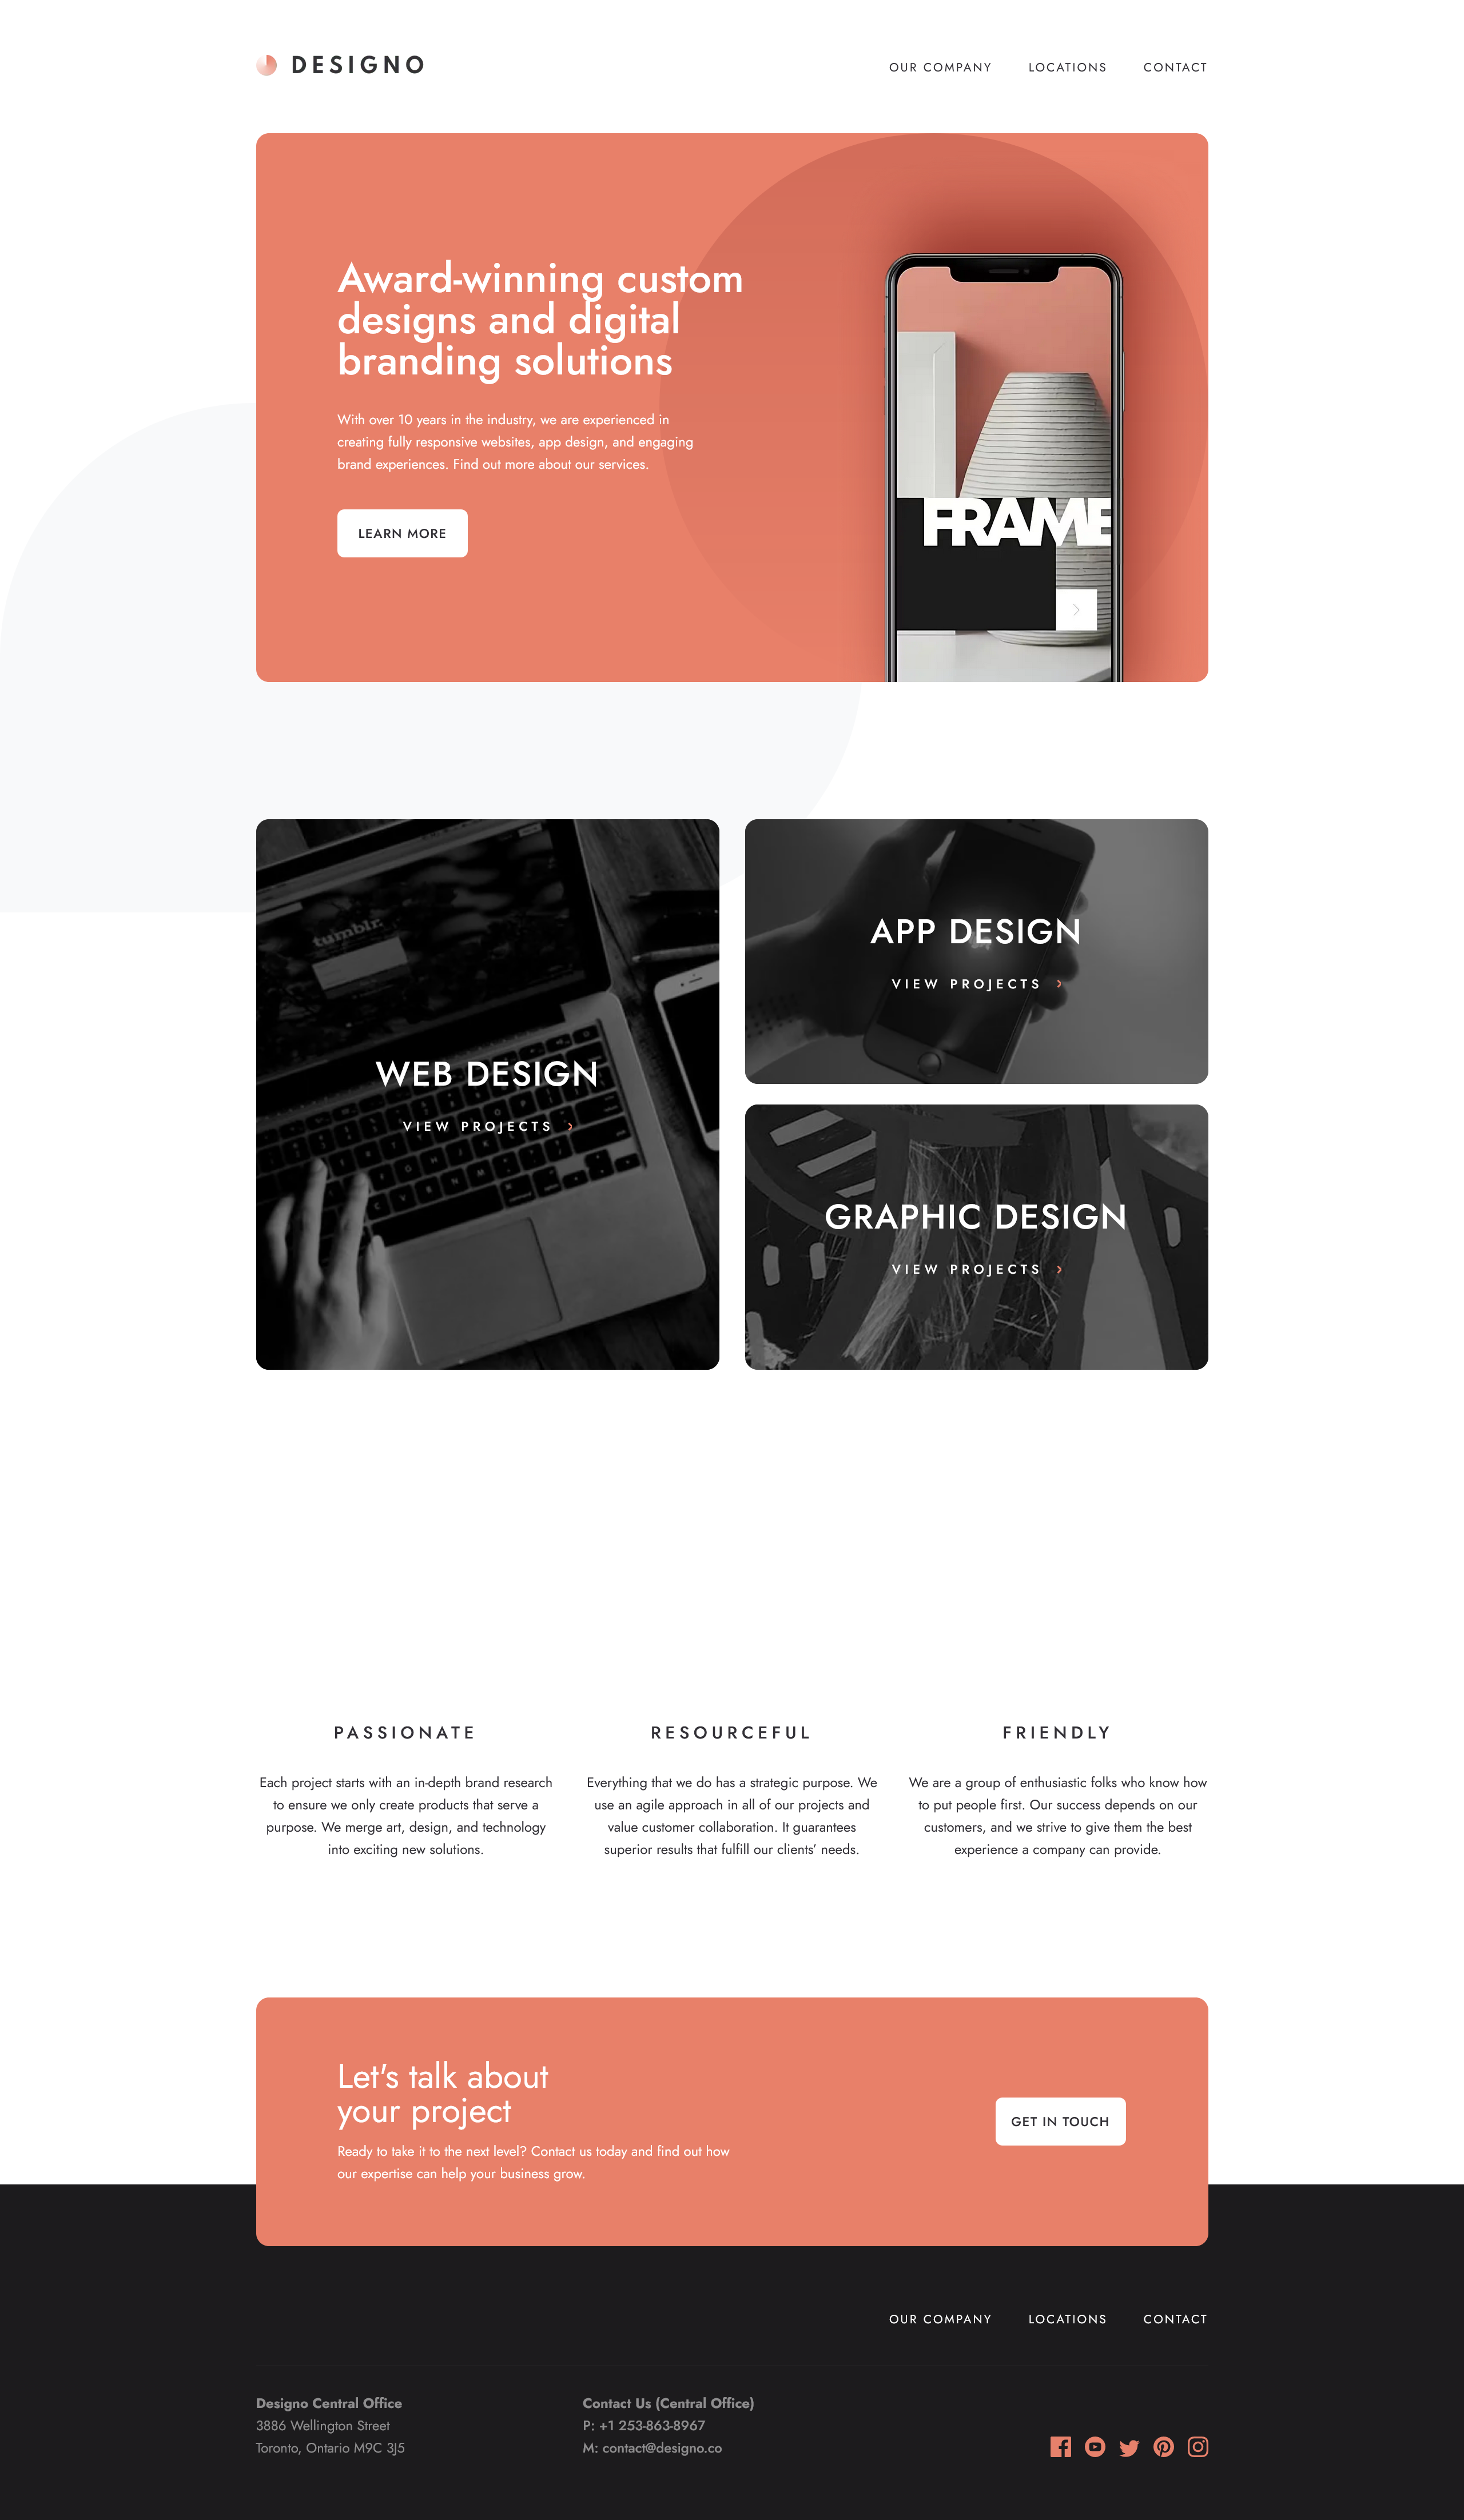 DESIGNO
OUR COMPANY LOCATIONS CONTACT
Award-winning custom
designs and digital
branding solutions
With over 10 years in the industry, we are experienced in
creating fully responsive websites, app design, and engaging
brand experiences. Find out more about our services.
LEARN MORE
FRAME
tumblr.
WEB DESIGN
VIEW PROJECTS
APP DESIGN
VIEW PROJECTS
GRAPHIC DESIGN
VIEW PROJECTS
PASSIONATE
Each project starts with an in-depth brand research
to ensure we only create products that serve a
purpose. We merge art, design, and technology
into exciting new solutions.
RESOURCEFUL
Everything that we do has a strategic purpose. We
use an agile approach in all of our projects and
value customer collaboration. It guarantees
superior results that fulfill our clients’ needs.
FRIENDLY
We are a group of enthusiastic folks who know how
to put people first. Our success depends on our
customers, and we strive to give them the best
experience a company can provide.
Let's talk about
your project
Ready to take it to the next level? Contact us today and find out how
our expertise can help your business grow.
GET IN TOUCH
OUR COMPANY LOCATIONS CONTACT
Designo Central Office
3886 Wellington Street
Toronto, Ontario M9C 3J5
Contact Us (Central Office)
P: +1 253-863-8967
M: contact@designo.co